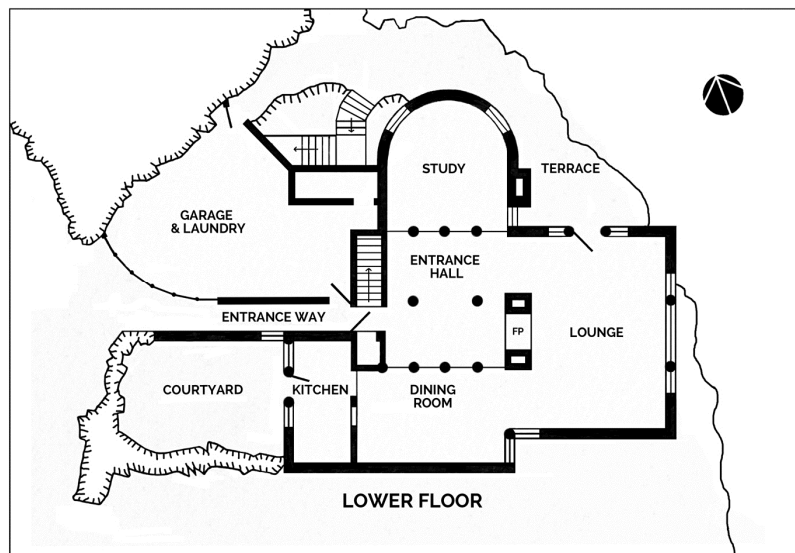 STUDY
TERRACE
GARAGE
& LAUNDRY
ENTRANCE
HALL
ENTRANCE WAY
FP
LOUNGE
COURTYARD
KITCHEN
DINING
ROOM
LOWER FLOOR